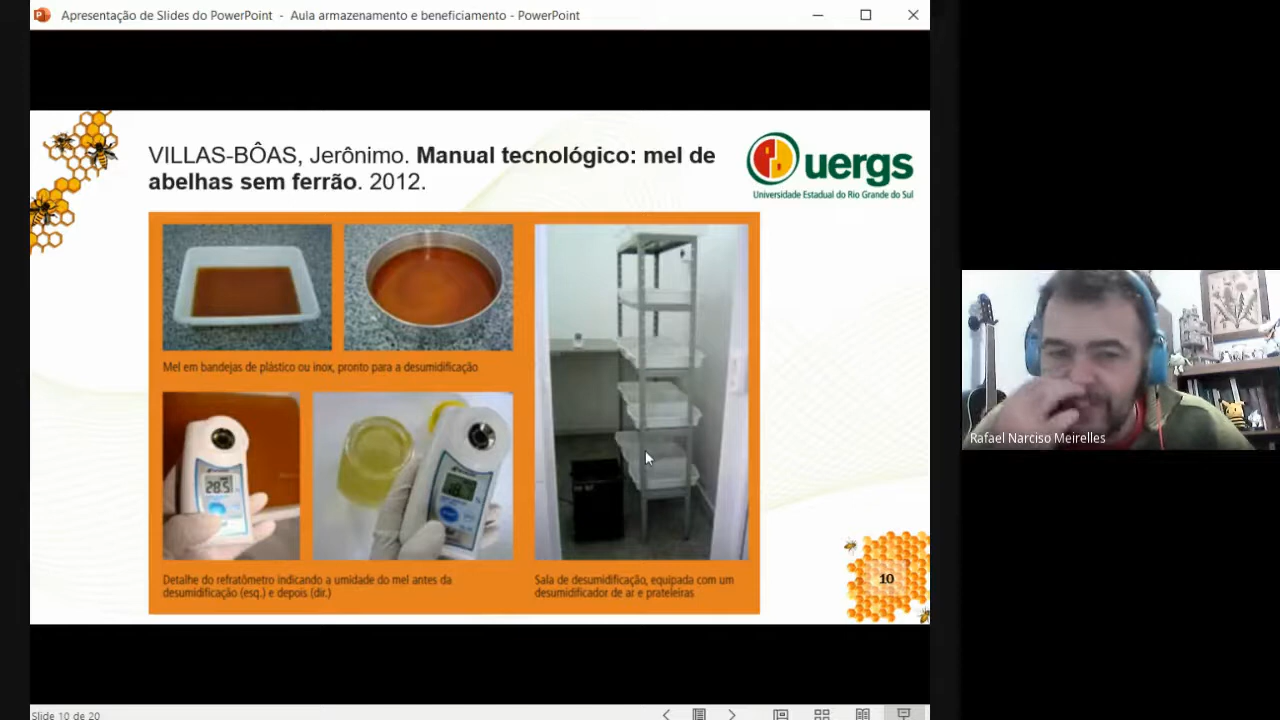 Apresentação de Slides do PowerPoint - Aula armazenamento e beneficiamento - PowerPoint
VILLAS-BÔAS, Jerônimo. Manual tecnológico: mel de
abelhas sem ferrão. 2012.
uergs
Universidade Estadual do Rio Grande do Sul
Mel em bandejas de plástico ou inox, pronto para a desumidificação
28.5
Detalhe do refratômetro indicando a umidade do mel antes da
desumidificação (esq.) e depois (dir.)
Sala de desumidificação, equipada com um
desumidificador de ar e prateleiras
10
Rafael Narciso Meirelles
Slide 10 de 20